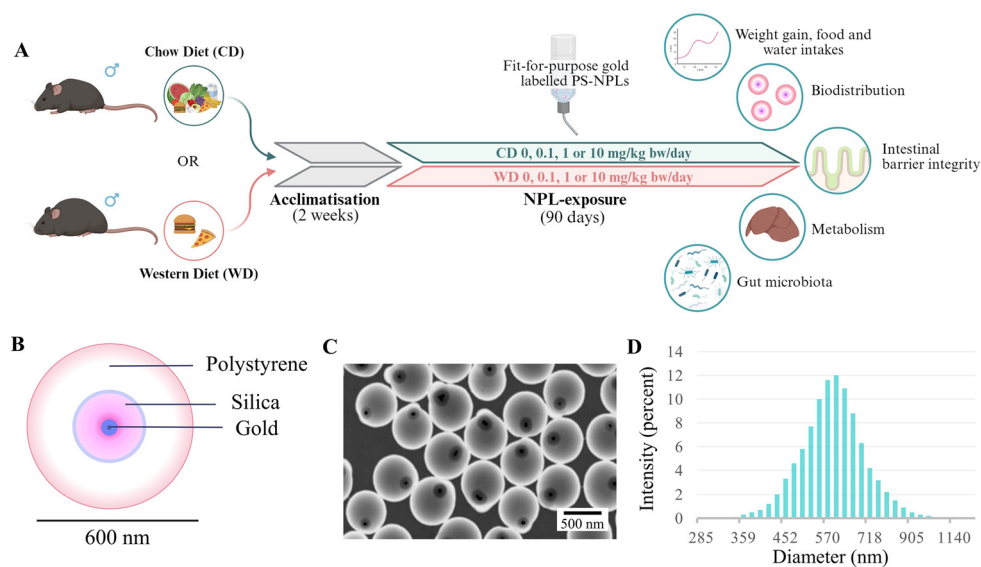 A
Chow Diet (CD)
OR
Western Diet (WD)
Acclimatisation
(2 weeks)
Fit-for-purpose gold
labelled PS-NPLs
CD 0, 0.1, 1 or 10 mg/kg bw/day
WD 0, 0.1, 1 or 10 mg/kg bw/day
NPL-exposure
(90 days)
Weight gain, food and
water intakes
Biodistribution
Intestinal
barrier integrity
Metabolism
Gut microbiota
B
Polystyrene
Silica
Gold
600 nm
C
500 nm
D
Intensity (percent)
14
12
10
8
6
4
2
0
285 359 452 570 718 905 1140
Diameter (nm)